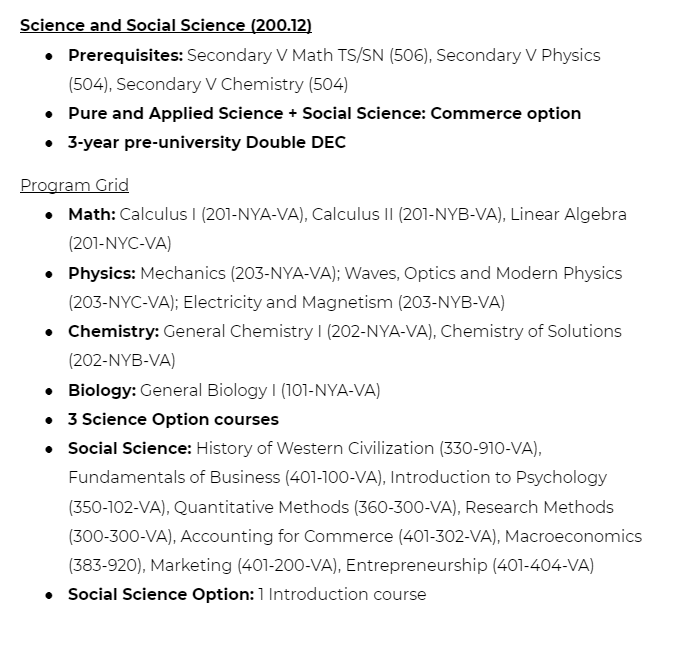 Science and Social Science (200.12)
● Prerequisites: Secondary V Math TS/SN (506), Secondary V Physics
(504), Secondary V Chemistry (504)
● Pure and Applied Science + Social Science: Commerce option
● 3-year pre-university Double DEC
Program Grid
● Math: Calculus I (201-NYA-VA), Calculus II (201-NYB-VA), Linear Algebra
(201-NYC-VA)
● Physics: Mechanics (203-NYA-VA); Waves, Optics and Modern Physics
(203-NYC-VA); Electricity and Magnetism (203-NYB-VA)
● Chemistry: General Chemistry I (202-NYA-VA), Chemistry of Solutions
(202-NYB-VA)
● Biology: General Biology I (101-NYA-VA)
● 3 Science Option courses
● Social Science: History of Western Civilization (330-910-VA),
Fundamentals of Business (401-100-VA), Introduction to Psychology
(350-102-VA), Quantitative Methods (360-300-VA), Research Methods
(300-300-VA), Accounting for Commerce (401-302-VA), Macroeconomics
(383-920), Marketing (401-200-VA), Entrepreneurship (401-404-VA)
● Social Science Option: 1 Introduction course